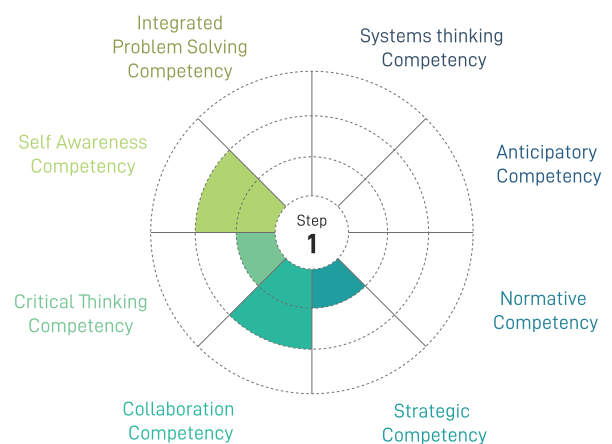 Integrated
Problem Solving
Competency
Systems thinking
Competency
Self Awareness
Competency
Anticipatory
Competency
Step
1
Critical Thinking
Competency
Normative
Competency
Collaboration
Competency
Strategic
Competency